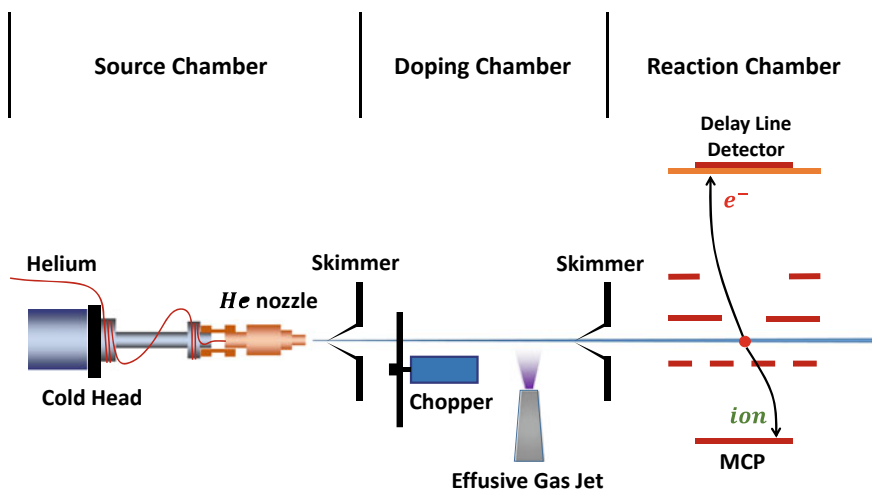 Source Chamber
Doping Chamber
Reaction Chamber
Delay Line
Detector
e⁻
Helium
He nozzle
Skimmer
Skimmer
Cold Head
Chopper
Effusive Gas Jet
ion
MCP